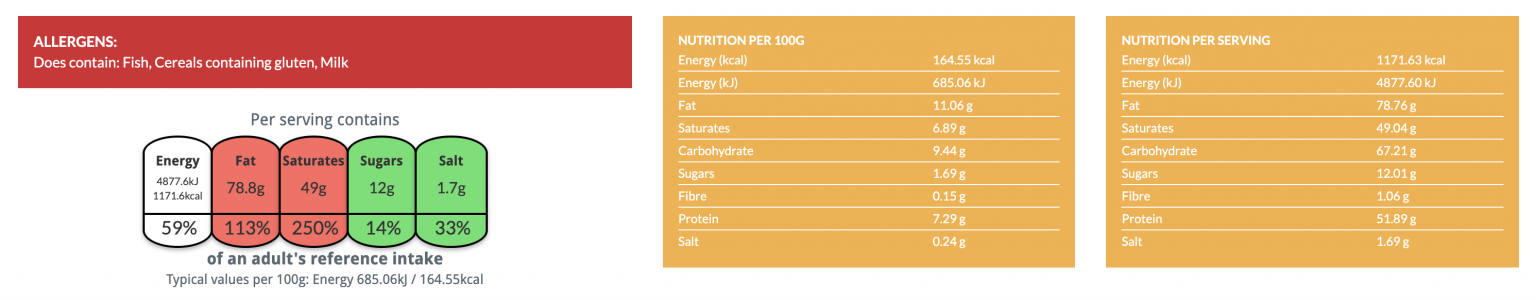 ALLERGENS:
Does contain: Fish, Cereals containing gluten, Milk
Per serving contains
Energy Fat Saturates Sugars Salt
4877.6kJ
1171.6kcal 78.8g 49g 12g 1.7g
59% 113% 250% 14% 33%
of an adult's reference intake
Typical values per 100g: Energy 685.06kJ / 164.55kcal
NUTRITION PER 100G
Energy (kcal) 164.55 kcal
Energy (kJ) 685.06 kJ
Fat 11.06 g
Saturates 6.89 g
Carbohydrate 9.44 g
Sugars 1.69 g
Fibre 0.15 g
Protein 7.29 g
Salt 0.24 g
NUTRITION PER SERVING
Energy (kcal) 1171.63 kcal
Energy (kJ) 4877.60 kJ
Fat 78.76 g
Saturates 49.04 g
Carbohydrate 67.21 g
Sugars 12.01 g
Fibre 1.06 g
Protein 51.89 g
Salt 1.69 g